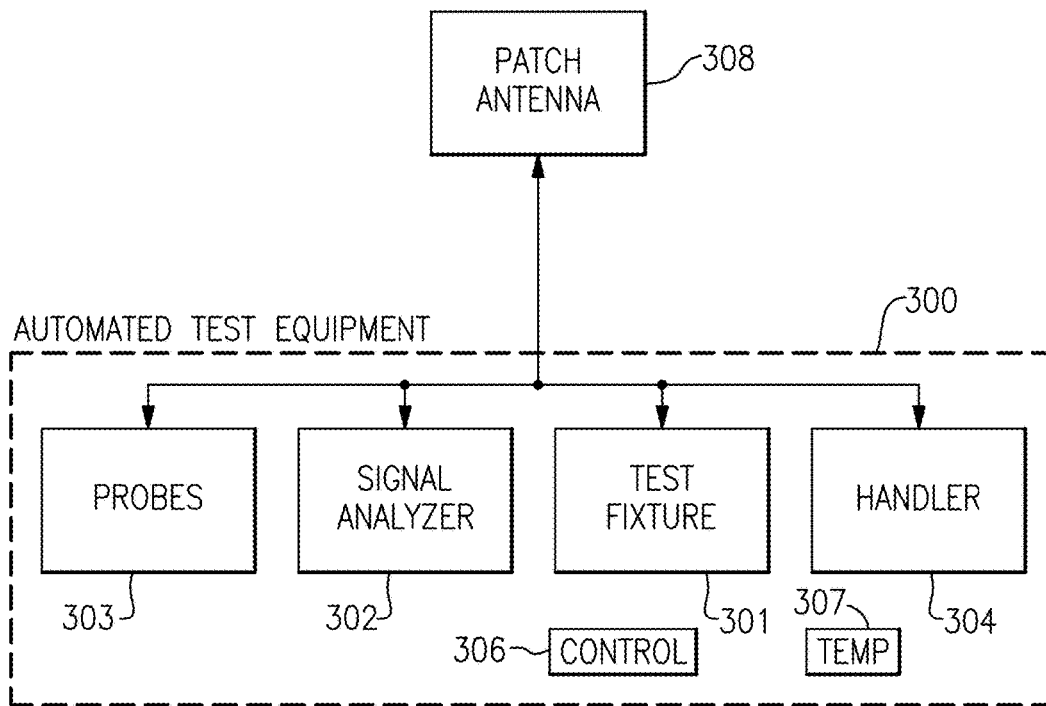 PATCH
ANTENNA
308
300
AUTOMATED TEST EQUIPMENT
PROBES
SIGNAL
ANALYZER
TEST
FIXTURE
HANDLER
303
302
301
307
304
306
CONTROL
TEMP